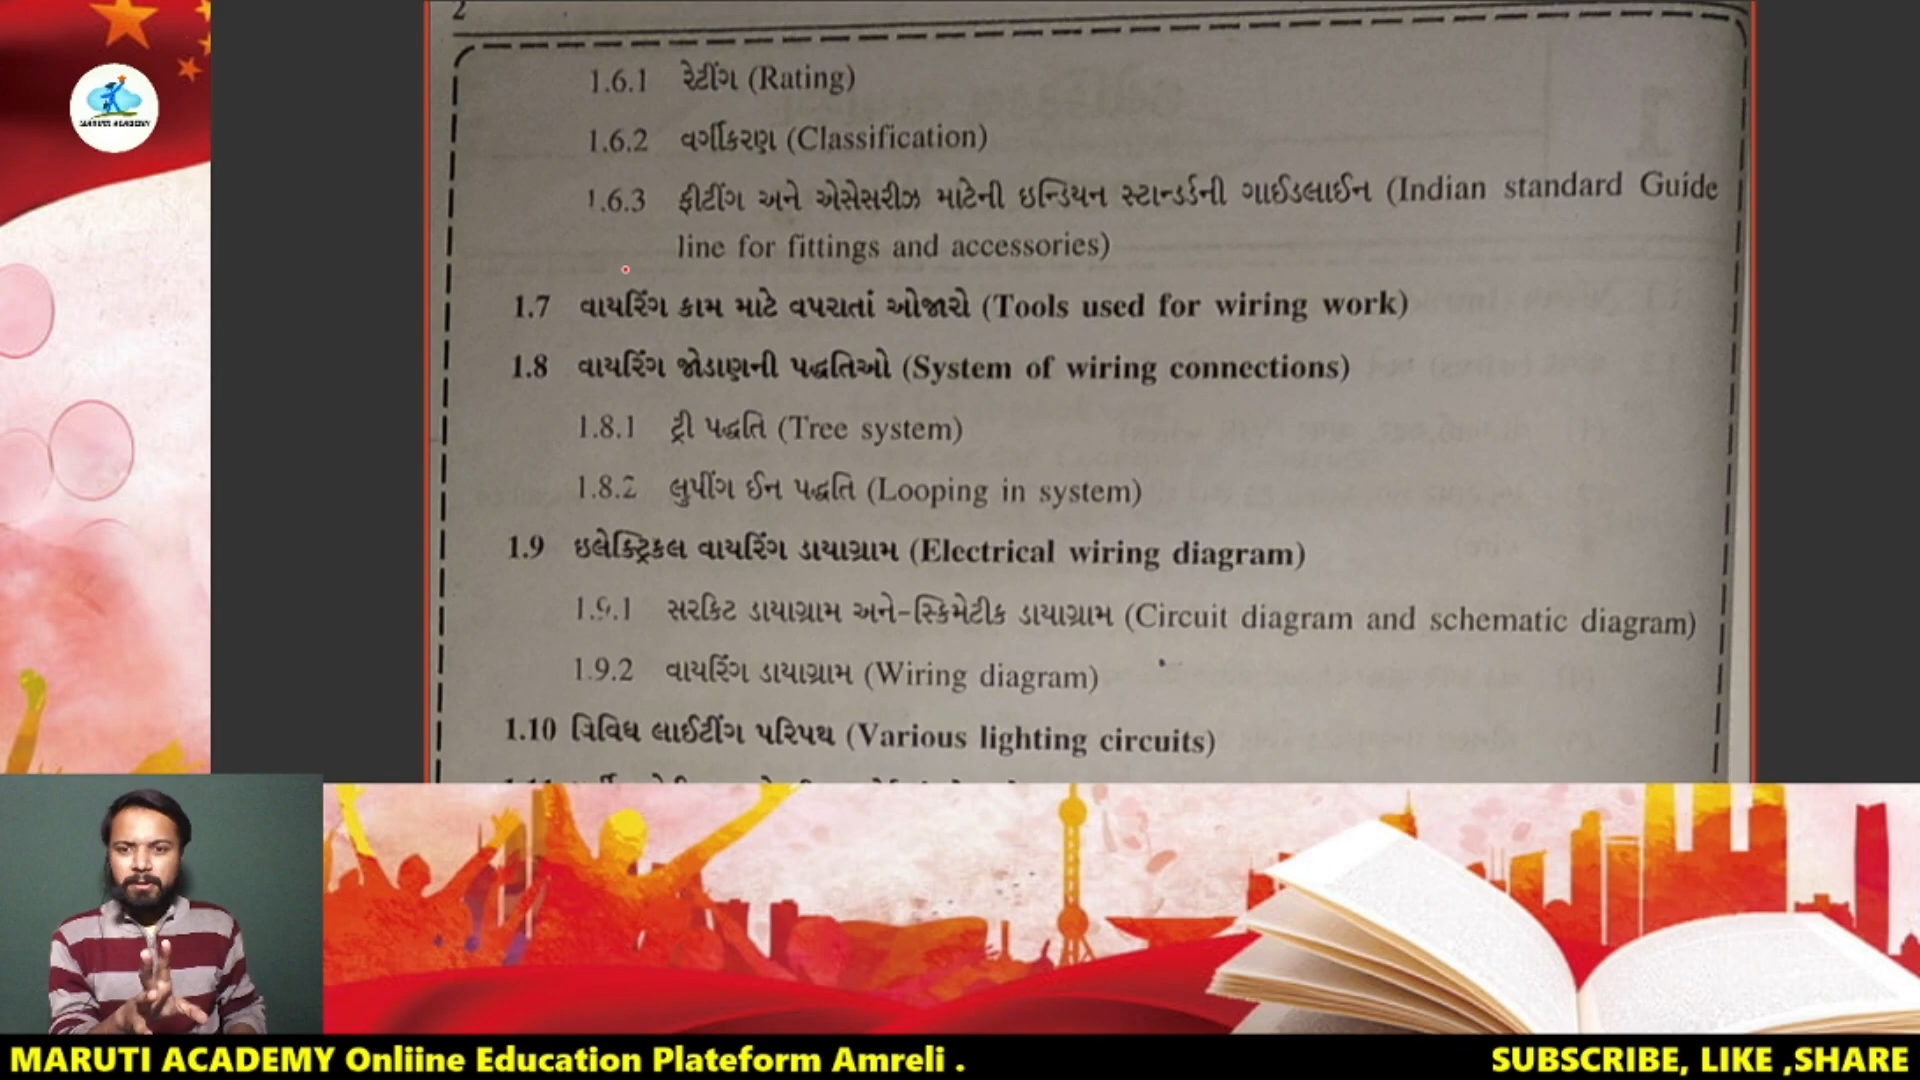 2
1.6.1 રેટીંગ (Rating)
1.6.2 વર્ગીકરણ (Classification)
1.6.3 ફીટીંગ અને એસેસરીઝ માટેની ઇન્ડિયન સ્ટાન્ડર્ડની ગાઈડલાઈન (Indian standard Guide
line for fittings and accessories)
1.7 વાયરિંગ કામ માટે વપરાતાં ઓજારો (Tools used for wiring work)
1.8 વાયરિંગ જોડાણની પદ્ધતિઓ (System of wiring connections)
1.8.1 ટ્રી પદ્ધતિ (Tree system)
1.8.2 લુપીંગ ઈન પદ્ધતિ (Looping in system)
1.9 ઇલેક્ટ્રિકલ વાયરિંગ ડાયાગ્રામ (Electrical wiring diagram)
1.9.1 સરકિટ ડાયાગ્રામ અને-સ્કિમેટીક ડાયાગ્રામ (Circuit diagram and schematic diagram)
1.9.2 વાયરિંગ ડાયાગ્રામ (Wiring diagram)
1.10 વિવિધ લાઈટીંગ પરિપથ (Various lighting circuits)
MARUTI ACADEMY
MARUTI ACADEMY Onliine Education Plateform Amreli .
SUBSCRIBE, LIKE ,SHARE